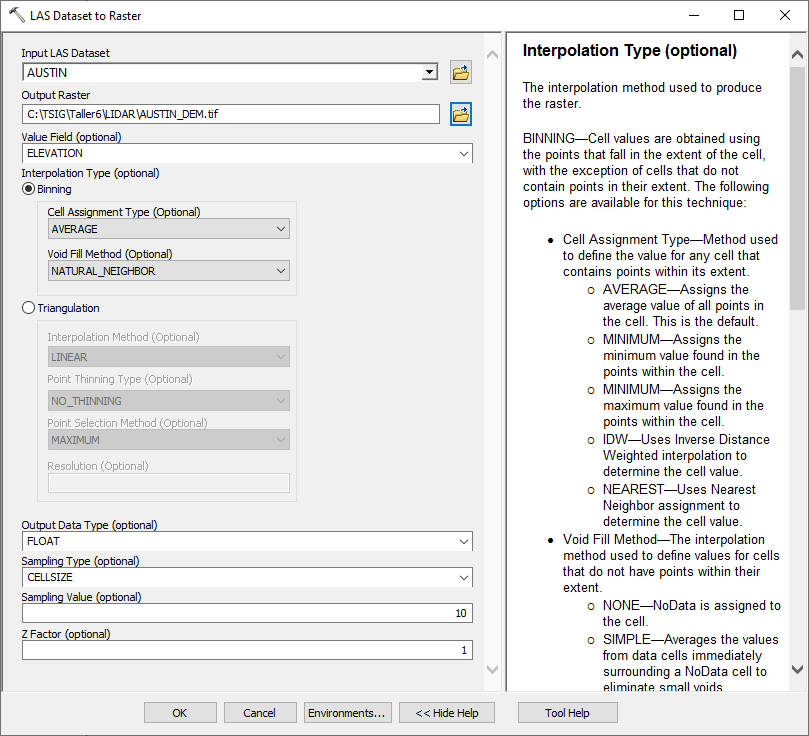 LAS Dataset to Raster
Input LAS Dataset
AUSTIN
Output Raster
C:\TSIG\Taller6\LIDAR\AUSTIN_DEM.tif
Value Field (optional)
ELEVATION
Interpolation Type (optional)
Binning
Cell Assignment Type (Optional)
AVERAGE
Void Fill Method (Optional)
NATURAL_NEIGHBOR
Triangulation
Interpolation Method (Optional)
LINEAR
Point Thinning Type (Optional)
NO_THINNING
Point Selection Method (Optional)
MAXIMUM
Resolution (Optional)
Output Data Type (optional)
FLOAT
Sampling Type (optional)
CELLSIZE
Sampling Value (optional)
10
Z Factor (optional)
1
Interpolation Type (optional)
The interpolation method used to produce
the raster.
BINNING—Cell values are obtained using
the points that fall in the extent of the cell,
with the exception of cells that do not
contain points in their extent. The following
options are available for this technique:
• Cell Assignment Type—Method used
to define the value for any cell that
contains points within its extent.
○ AVERAGE—Assigns the
average value of all points in
the cell. This is the default.
○ MINIMUM—Assigns the
minimum value found in the
points within the cell.
○ MINIMUM—Assigns the
maximum value found in the
points within the cell.
○ IDW—Uses Inverse Distance
Weighted interpolation to
determine the cell value.
○ NEAREST—Uses Nearest
Neighbor assignment to
determine the cell value.
• Void Fill Method—The interpolation
method used to define values for cells
that do not have points within their
extent.
○ NONE—NoData is assigned to
the cell.
○ SIMPLE—Averages the values
from data cells immediately
surrounding a NoData cell to
eliminate small voids.
OK
Cancel
Environments...
<< Hide Help
Tool Help